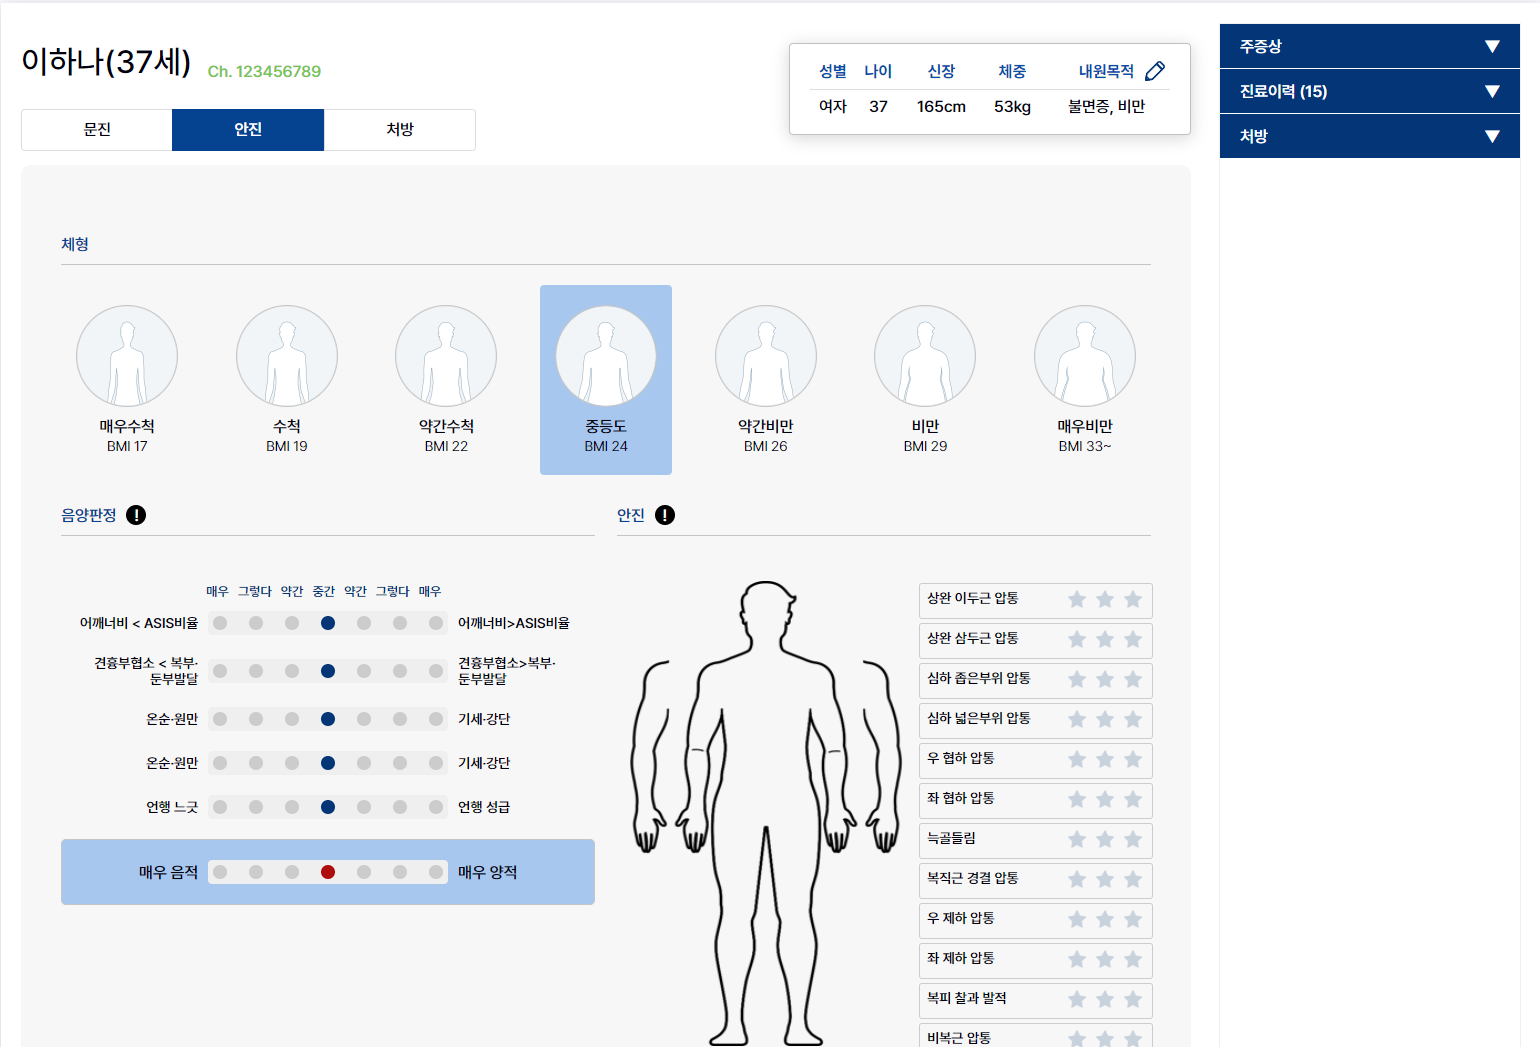 이하나(37세) Ch. 123456789
문진 안진 처방
성별 나이 신장 체중 내원목적
여자 37 165cm 53kg 불면증, 비만
주증상 ▼
진료이력 (15) ▼
처방 ▼
체형
매우수척 수척 약간수척 중등도 약간비만 비만 매우비만
BMI 17 BMI 19 BMI 22 BMI 24 BMI 26 BMI 29 BMI 33~
음양판정 !
매우 그렇다 약간 중간 약간 그렇다 매우
어깨너비 < ASIS비율 어깨너비>ASIS비율
견흉부협소 < 복부· 견흉부협소>복부·
둔부발달 둔부발달
온순·원만 기세·강단
온순·원만 기세·강단
언행 느긋 언행 성급
매우 음적 매우 양적
안진 !
상완 이두근 압통
상완 삼두근 압통
심하 좁은부위 압통
심하 넓은부위 압통
우 협하 압통
좌 협하 압통
늑골들림
복직근 경결 압통
우 제하 압통
좌 제하 압통
복피 찰과 발적
비복근 압통